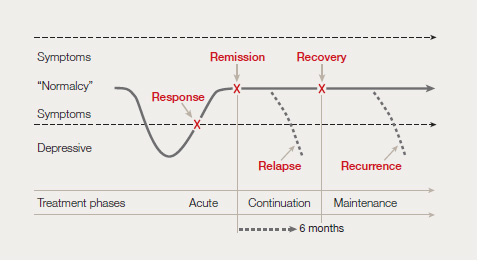 Symptoms
Remission
Recovery
“Normalcy”
Response
Symptoms
Depressive
Relapse
Recurrence
Treatment phases
Acute
Continuation
Maintenance
6 months